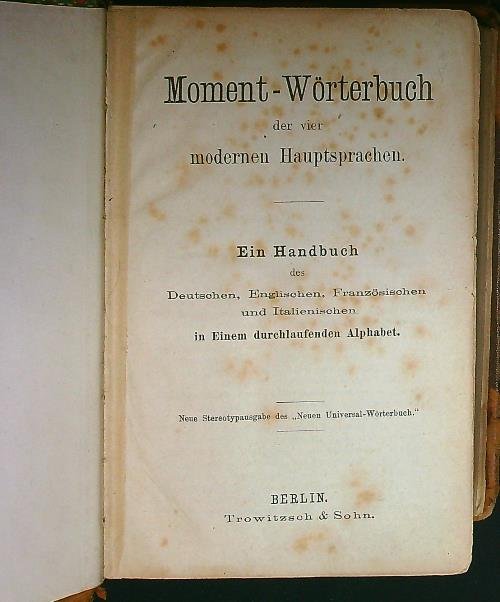 Moment-Wörterbuch
der vier
modernen Hauptsprachen.
Ein Handbuch
des
Deutschen, Englischen, Französischen
und Italienischen
in Einem durchlaufenden Alphabet.
Neue Stereotypausgabe des „Neuen Universal-Wörterbuch."
BERLIN.
Trowitzsch & Sohn.